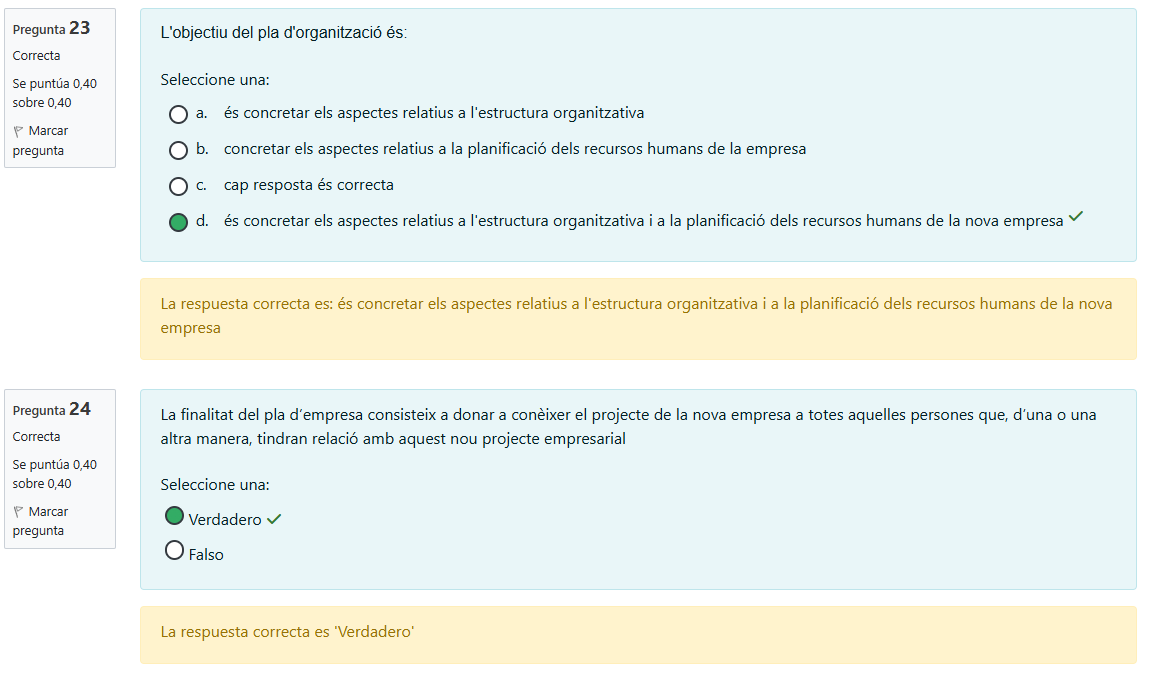 Pregunta 23
Correcta
Se puntúa 0,40
sobre 0,40
Marcar
pregunta
L'objectiu del pla d'organització és:
Seleccione una:
a. és concretar els aspectes relatius a l'estructura organitzativa
b. concretar els aspectes relatius a la planificació dels recursos humans de la empresa
c. cap resposta és correcta
d. és concretar els aspectes relatius a l'estructura organitzativa i a la planificació dels recursos humans de la nova empresa
La respuesta correcta es: és concretar els aspectes relatius a l'estructura organitzativa i a la planificació dels recursos humans de la nova
empresa
Pregunta 24
Correcta
Se puntúa 0,40
sobre 0,40
Marcar
pregunta
La finalitat del pla d’empresa consisteix a donar a conèixer el projecte de la nova empresa a totes aquelles persones que, d’una o una
altra manera, tindran relació amb aquest nou projecte empresarial
Seleccione una:
Verdadero
Falso
La respuesta correcta es 'Verdadero'